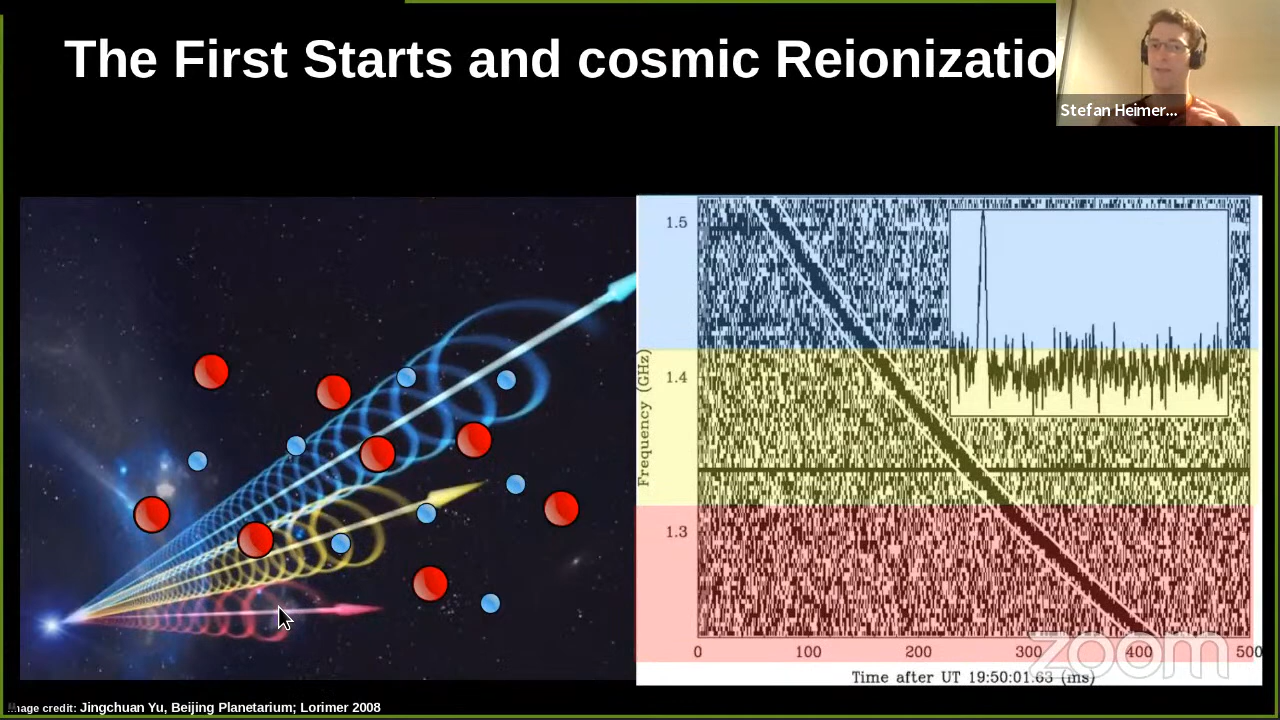 The First Starts and cosmic Reionizatio
Stefan Heimer...
1.5
1.4
1.3
Frequency (GHz)
0 100 200 300 400 500
Time after UT 19:50:01.63 (ms)
zoom
credit: Jingchuan Yu, Beijing Planetarium; Lorimer 2008